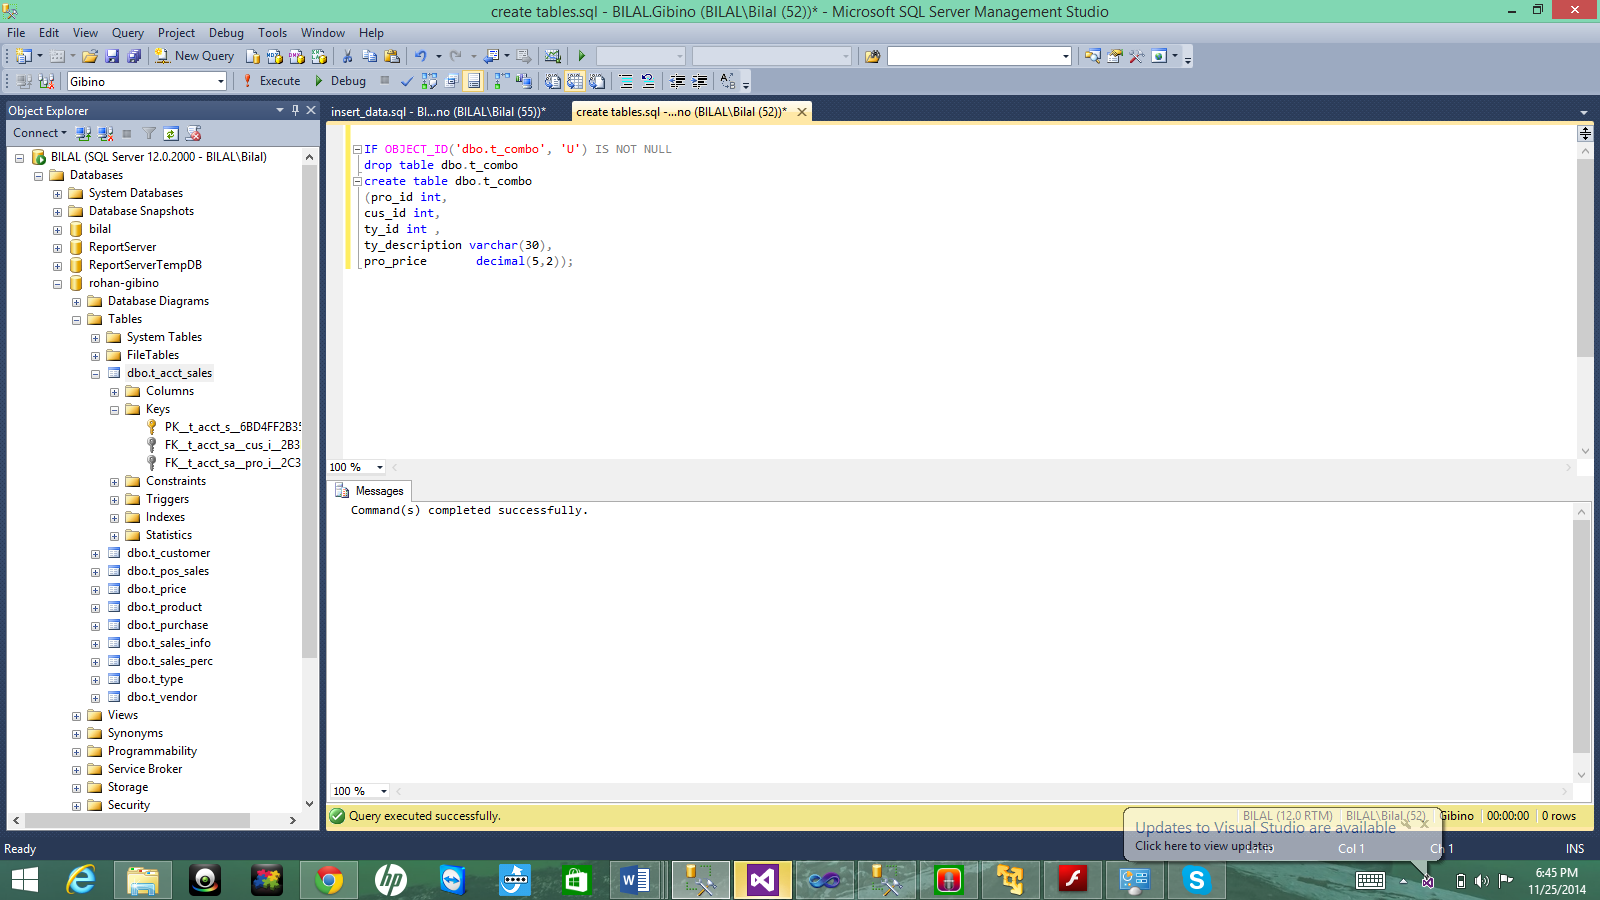 create tables.sql - BILAL.Gibino (BILAL\Bilal (52))* - Microsoft SQL Server Management Studio
File Edit View Query Project Debug Tools Window Help
New Query
Gibino Execute Debug
Object Explorer
Connect
BILAL (SQL Server 12.0.2000 - BILAL\Bilal)
Databases
System Databases
Database Snapshots
bilal
ReportServer
ReportServerTempDB
rohan-gibino
Database Diagrams
Tables
System Tables
FileTables
dbo.t_acct_sales
Columns
Keys
PK__t_acct_s__6BD4FF2B35
FK__t_acct_sa__cus_i__2B3
FK__t_acct_sa__pro_i__2C3
Constraints
Triggers
Indexes
Statistics
dbo.t_customer
dbo.t_pos_sales
dbo.t_price
dbo.t_product
dbo.t_purchase
dbo.t_sales_info
dbo.t_sales_perc
dbo.t_type
dbo.t_vendor
Views
Synonyms
Programmability
Service Broker
Storage
Security
insert_data.sql - BI...no (BILAL\Bilal (55))* create tables.sql -...no (BILAL\Bilal (52))*
IF OBJECT_ID('dbo.t_combo', 'U') IS NOT NULL
drop table dbo.t_combo
create table dbo.t_combo
(pro_id int,
cus_id int,
ty_id int ,
ty_description varchar(30),
pro_price decimal(5,2));
100 %
Messages
Command(s) completed successfully.
100 %
Query executed successfully. BILAL (12.0 RTM) BILAL\Bilal (52) Gibino 00:00:00 0 rows
Updates to Visual Studio are available
Click here to view updates
Ready Col 1 Ch 1 INS
6:45 PM
11/25/2014